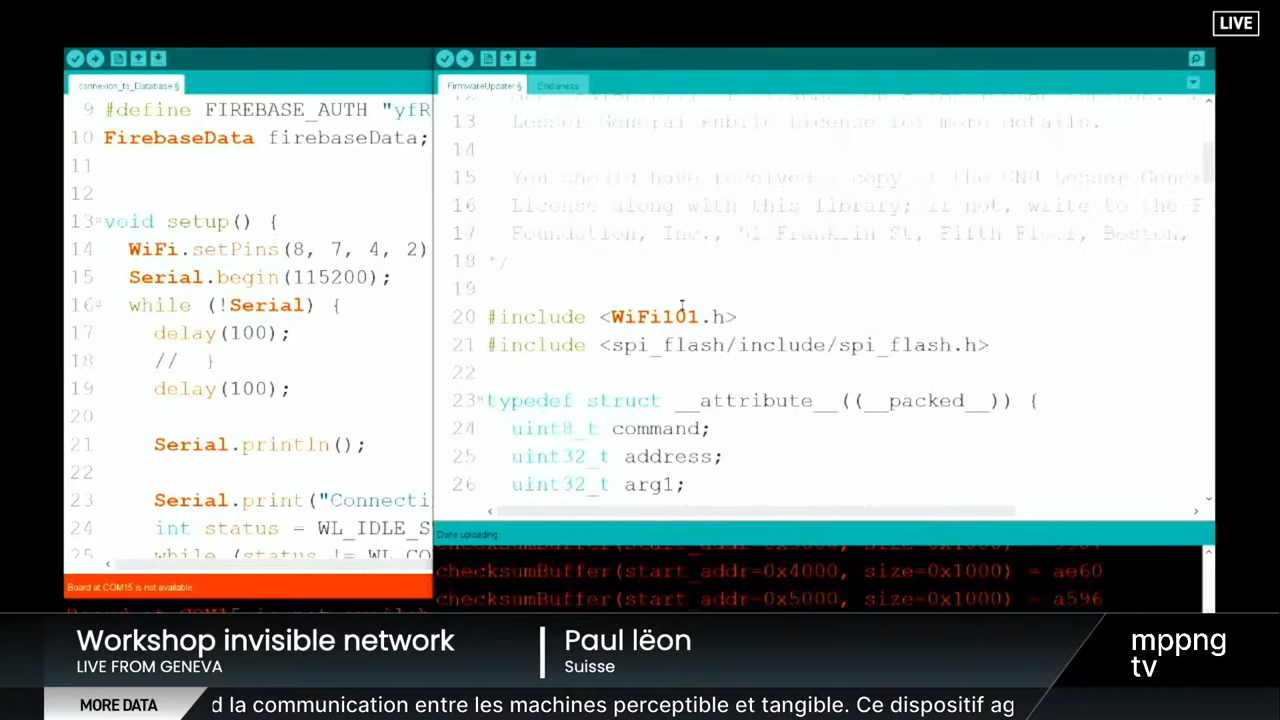 LIVE
connexion_to_Database §
9 #define FIREBASE_AUTH "yfR
10 FirebaseData firebaseData;
11
12
13 void setup() {
14 WiFi.setPins(8, 7, 4, 2)
15 Serial.begin(115200);
16 while (!Serial) {
17 delay(100);
18 // }
19 delay(100);
20
21 Serial.println();
22
23 Serial.print("Connecti
24 int status = WL_IDLE_S
25 while (status != WL_CO
Board at COM15 is not available
FirmwareUpdater § Endianess
13 Lesser General Public License for more details.
14
15 You should have received a copy of the GNU Lesser Gener
16 License along with this library; if not, write to the F
17 Foundation, Inc., 51 Franklin St, Fifth Floor, Boston,
18 */
19
20 #include <WiFi101.h>
21 #include <spi_flash/include/spi_flash.h>
22
23 typedef struct __attribute__((__packed__)) {
24 uint8_t command;
25 uint32_t address;
26 uint32_t arg1;
Done uploading.
checksumBuffer(start_addr=0x4000, size=0x1000) = ae60
checksumBuffer(start_addr=0x5000, size=0x1000) = a596
Workshop invisible network
LIVE FROM GENEVA
Paul lëon
Suisse
mppng
tv
MORE DATA
d la communication entre les machines perceptible et tangible. Ce dispositif ag